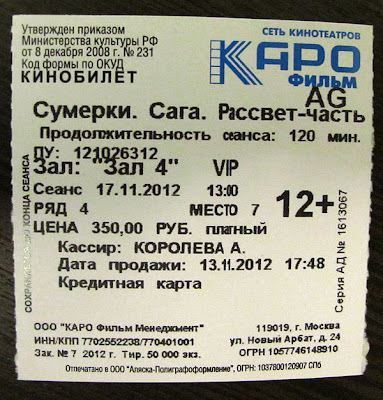 Утвержден приказом
Министерства культуры РФ
от 8 декабря 2008 г. № 231
Код формы по ОКУД
КИНОБИЛЕТ
СЕТЬ КИНОТЕАТРОВ
КАРО
ФИЛЬМ
AG
Сумерки. Сага. Рассвет-часть
Продолжительность сеанса: 120 мин.
ПУ: 121026312
Зал: "Зал 4" VIP
Сеанс 17.11.2012 13:00
РЯД 4 МЕСТО 7 12+
ЦЕНА 350,00 РУБ. платный
Кассир: КОРОЛЕВА А.
Дата продажи: 13.11.2012 17:48
Кредитная карта
КОНЦА СЕАНСА
Серия АД № 1613067
ООО "КАРО Фильм Менеджмент"
ИНН/КПП 7702552238/770401001
Зак. № 7 2012 г. Тир. 50 000 экз.
119019, г. Москва
ул. Новый Арбат, д. 24
ОГРН 1057746148910
Отпечатано в ООО "Аляска-Полиграфоформление", ОГРН: 1037800120907 СПб